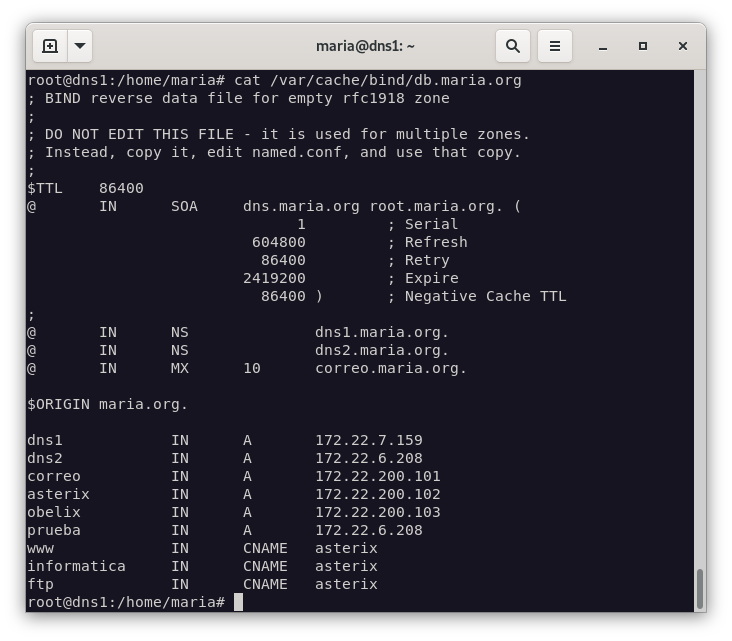 maria@dns1: ~
root@dns1:/home/maria# cat /var/cache/bind/db.maria.org
; BIND reverse data file for empty rfc1918 zone
;
; DO NOT EDIT THIS FILE - it is used for multiple zones.
; Instead, copy it, edit named.conf, and use that copy.
;
$TTL    86400
@       IN      SOA     dns.maria.org root.maria.org. (
                              1         ; Serial
                         604800         ; Refresh
                          86400         ; Retry
                        2419200         ; Expire
                          86400 )       ; Negative Cache TTL
;
@       IN      NS              dns1.maria.org.
@       IN      NS              dns2.maria.org.
@       IN      MX      10      correo.maria.org.

$ORIGIN maria.org.

dns1            IN      A       172.22.7.159
dns2            IN      A       172.22.6.208
correo          IN      A       172.22.200.101
asterix         IN      A       172.22.200.102
obelix          IN      A       172.22.200.103
prueba          IN      A       172.22.6.208
www             IN      CNAME   asterix
informatica     IN      CNAME   asterix
ftp             IN      CNAME   asterix
root@dns1:/home/maria#